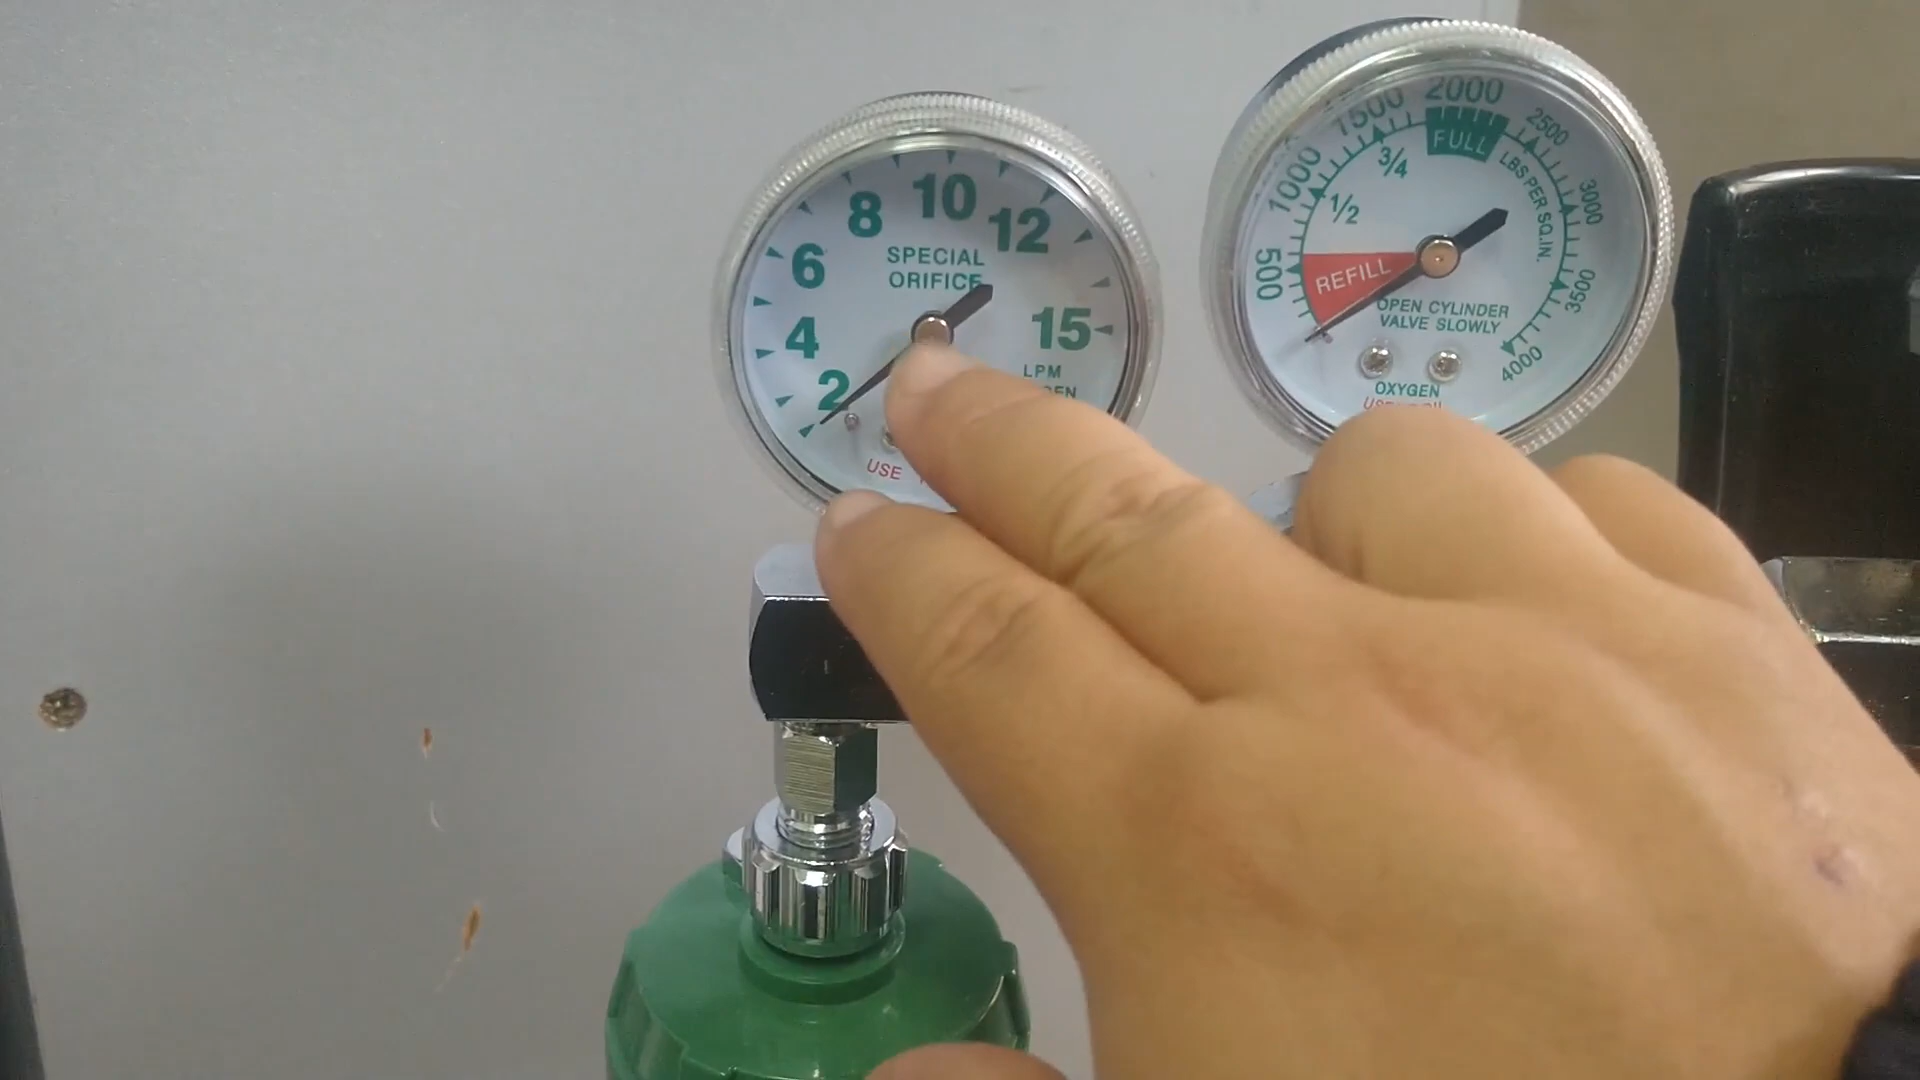 2
4
6
8
10
12
15
SPECIAL
ORIFICE
LPM
USE
500
1000
1500
2000
2500
3000
3500
4000
1/2
3/4
FULL
LBS PER SQ.IN.
REFILL
OPEN CYLINDER
VALVE SLOWLY
OXYGEN